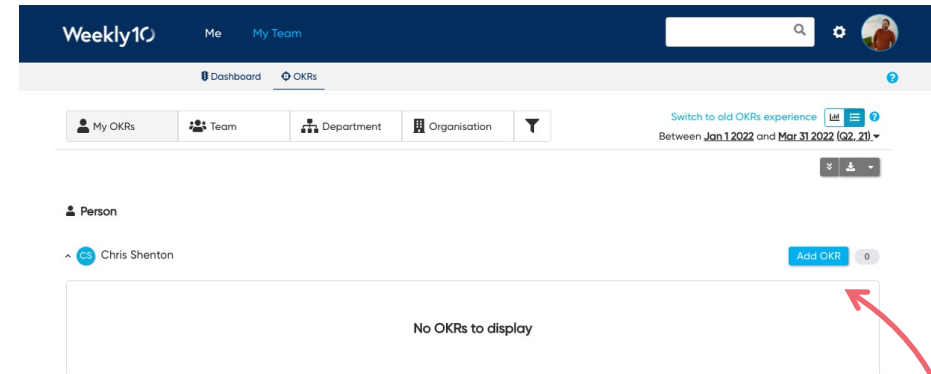 Weekly10 Me My Team
Dashboard OKRs
My OKRs Team Department Organisation
Switch to old OKRs experience
Between Jan 1 2022 and Mar 31 2022 (Q2, 21)
Person
CS Chris Shenton Add OKR 0
No OKRs to display